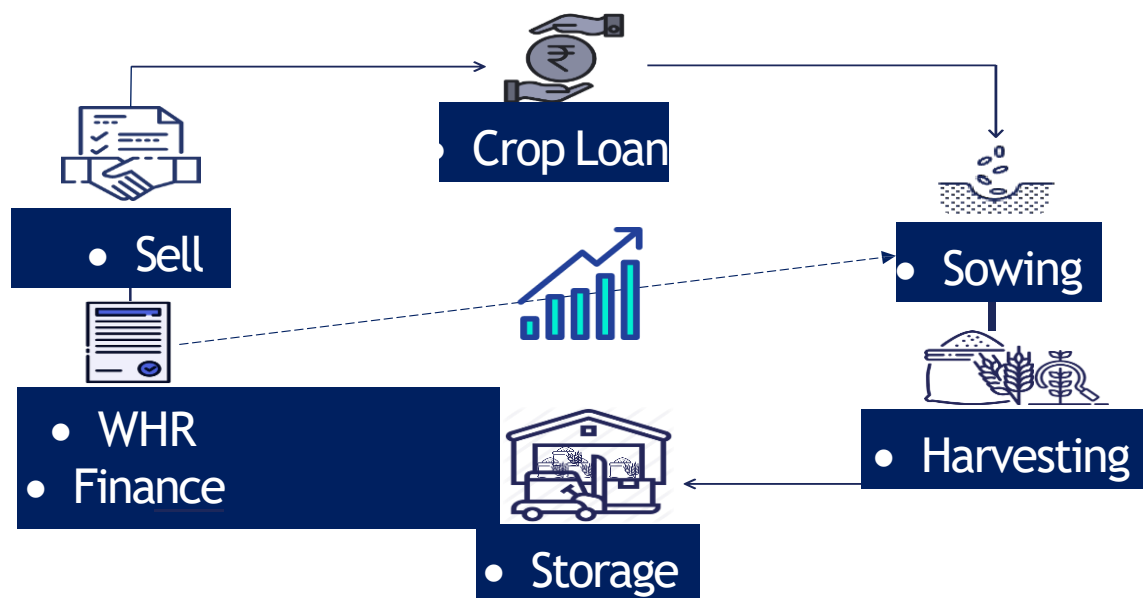 ₹
• Crop Loan
• Sell
• Sowing
• WHR
• Finance
• Harvesting
• Storage